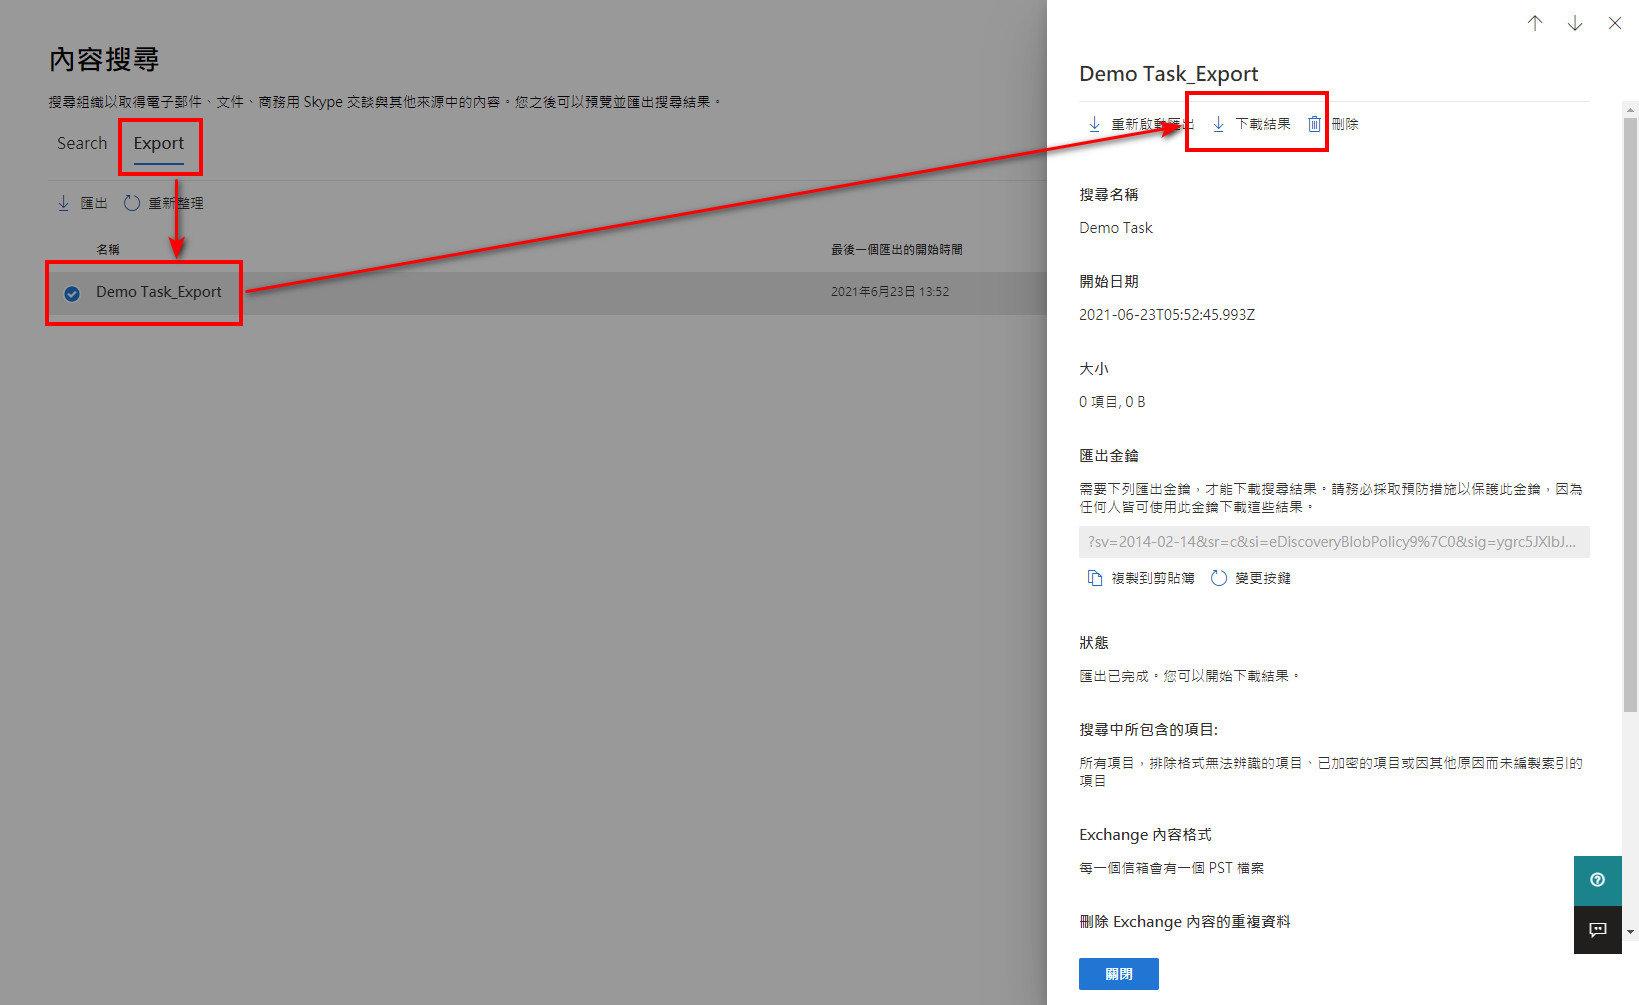 內容搜尋
搜尋組織以取得電子郵件、文件、商務用 Skype 交談與其他來源中的內容。您之後可以預覽並匯出搜尋結果。
Search Export
匯出 重新整理
名稱 最後一個匯出的開始時間
Demo Task_Export 2021年6月23日 13:52
Demo Task_Export
重新啟動匯出 下載結果 刪除
搜尋名稱
Demo Task
開始日期
2021-06-23T05:52:45.993Z
大小
0 項目, 0 B
匯出金鑰
需要下列匯出金鑰，才能下載搜尋結果。請務必採取預防措施以保護此金鑰，因為
任何人皆可使用此金鑰下載這些結果。
?sv=2014-02-14&sr=c&si=eDiscoveryBlobPolicy9%7C0&sig=ygrc5JXlbJ...
複製到剪貼簿 變更按鍵
狀態
匯出已完成。您可以開始下載結果。
搜尋中所包含的項目:
所有項目，排除格式無法辨識的項目、已加密的項目或因其他原因而未編製索引的
項目
Exchange 內容格式
每一個信箱會有一個 PST 檔案
刪除 Exchange 內容的重複資料
關閉